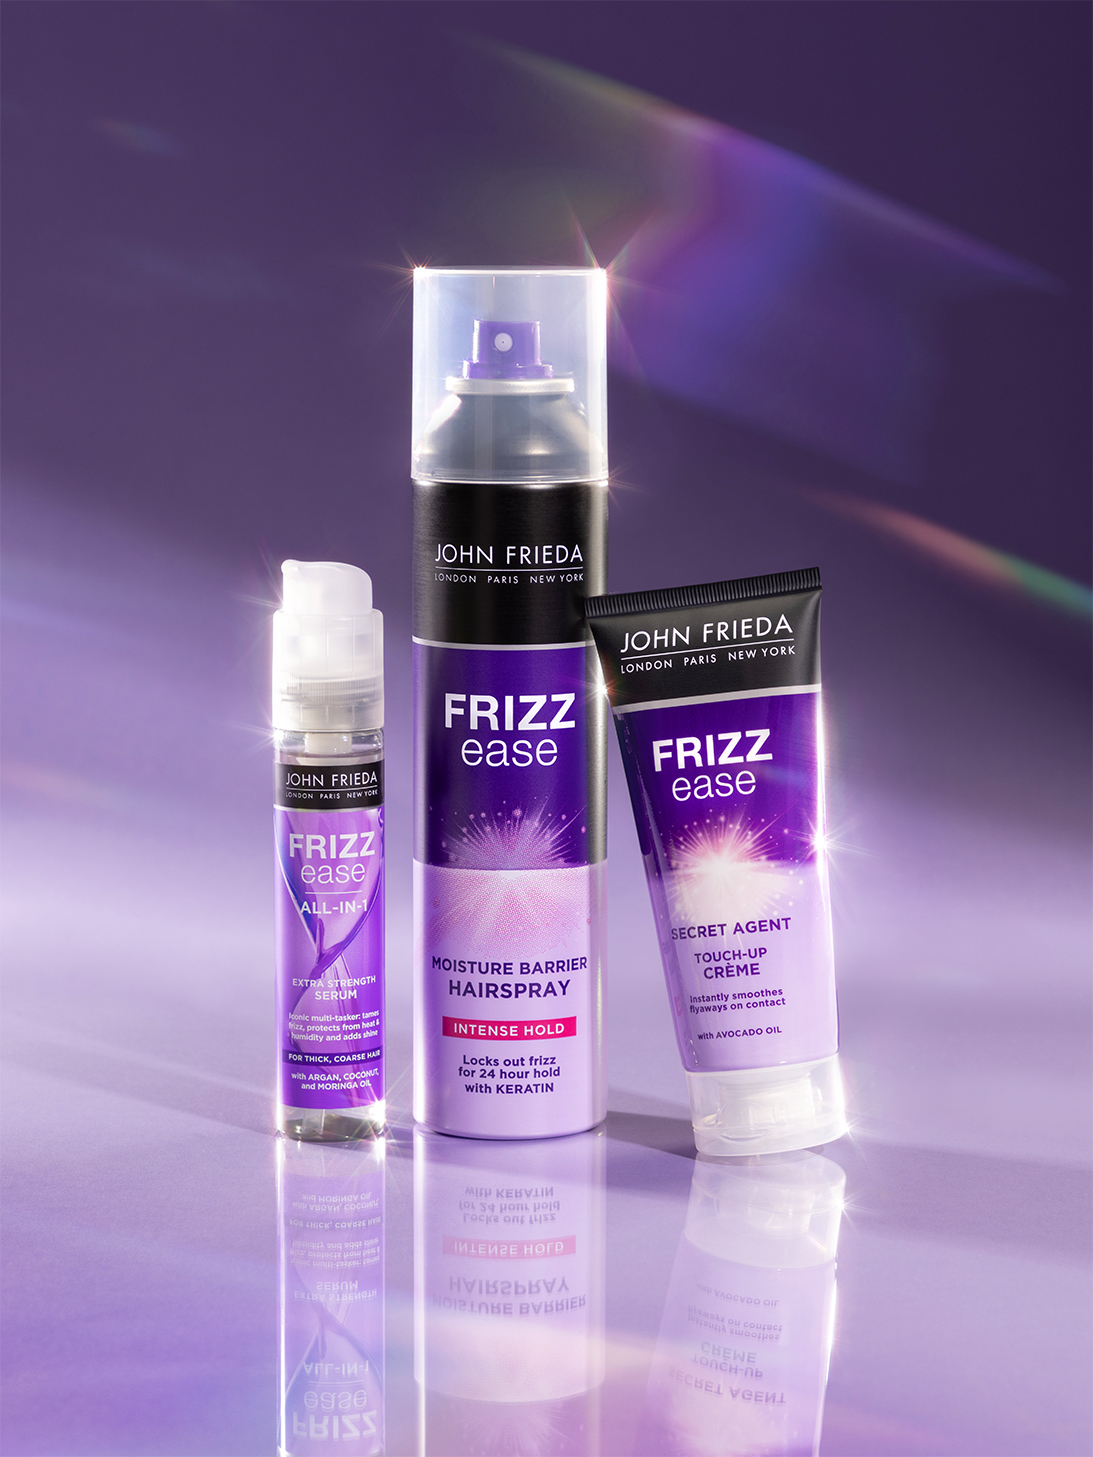 JOHN FRIEDA
LONDON PARIS NEW YORK
FRIZZ
ease
ALL-IN-1
EXTRA STRENGTH
SERUM
Iconic multi-tasker: tames
frizz, protects from heat &
humidity and adds shine
FOR THICK, COARSE HAIR
with ARGAN, COCONUT,
and MORINGA OIL
JOHN FRIEDA
LONDON PARIS NEW YORK
FRIZZ
ease
MOISTURE BARRIER
HAIRSPRAY
INTENSE HOLD
Locks out frizz
for 24 hour hold
with KERATIN
JOHN FRIEDA
LONDON PARIS NEW YORK
FRIZZ
ease
SECRET AGENT
TOUCH-UP
CRÈME
Instantly smoothes
flyaways on contact
with AVOCADO OIL